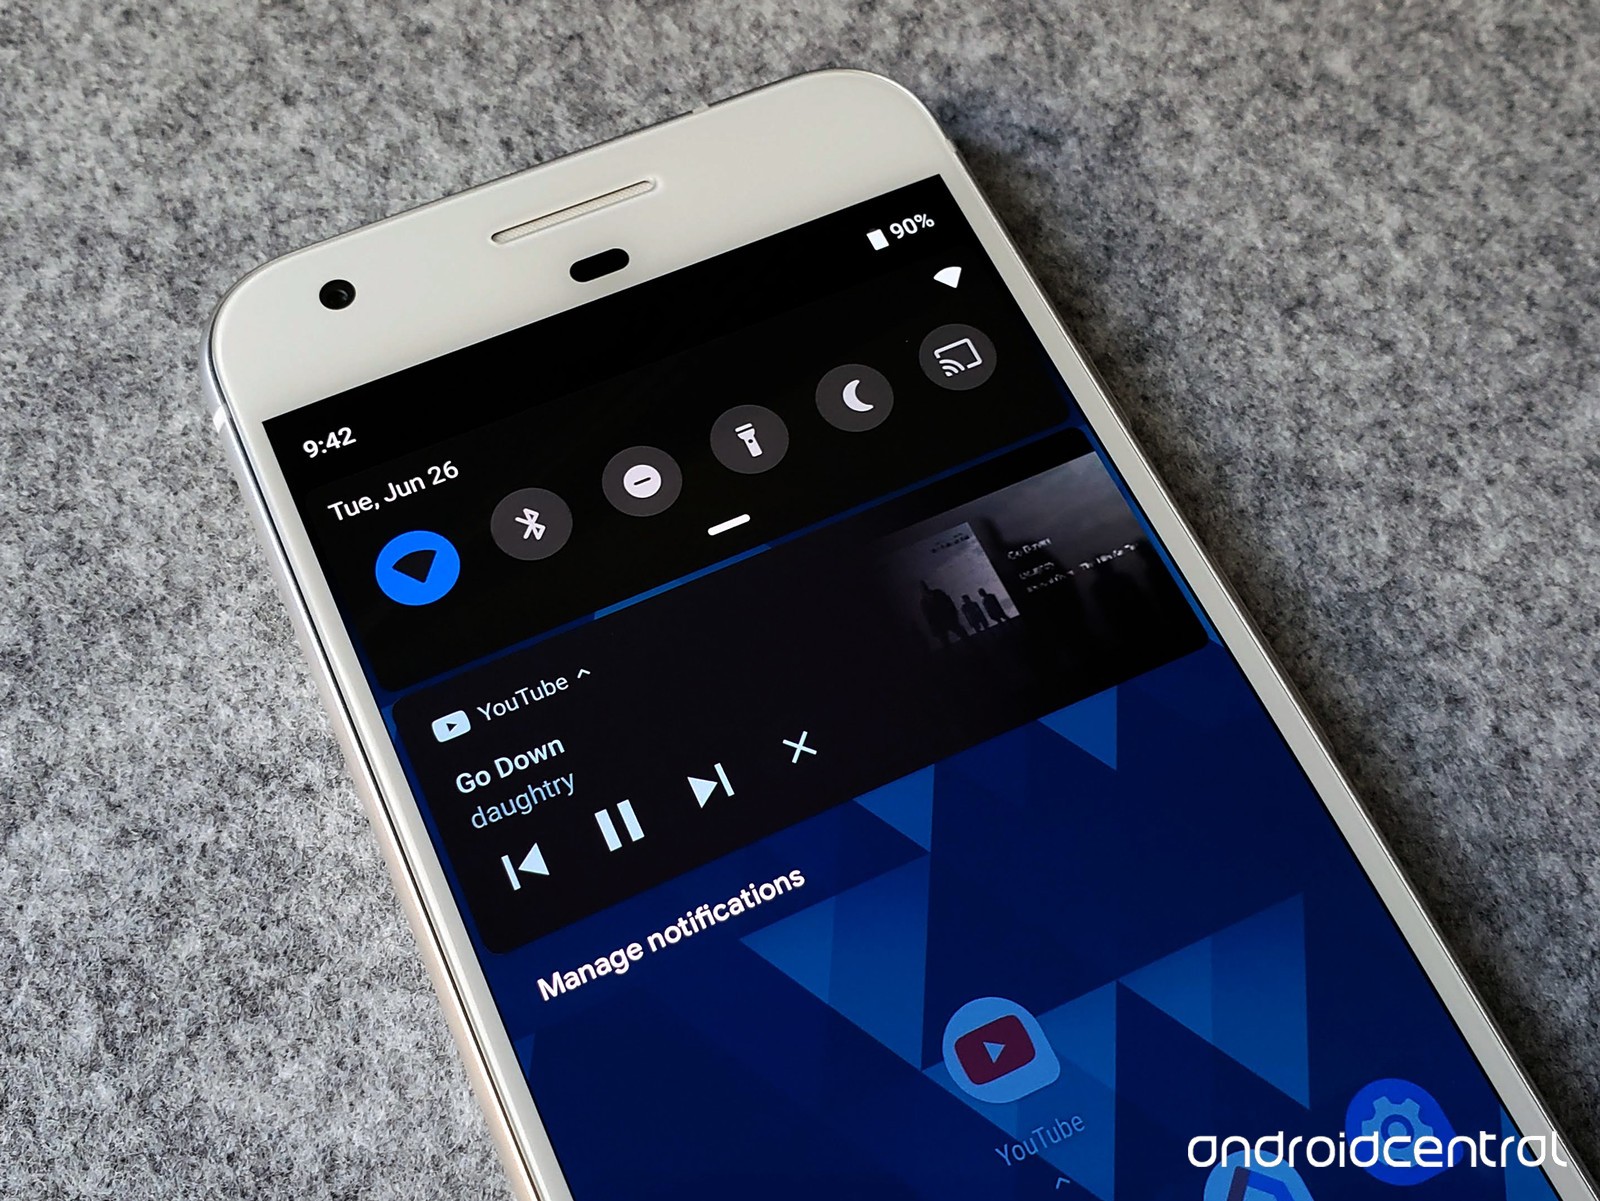 90%
9:42
Tue, Jun 26
YouTube
Go Down
daughtry
Manage notifications
YouTube
androidcentral